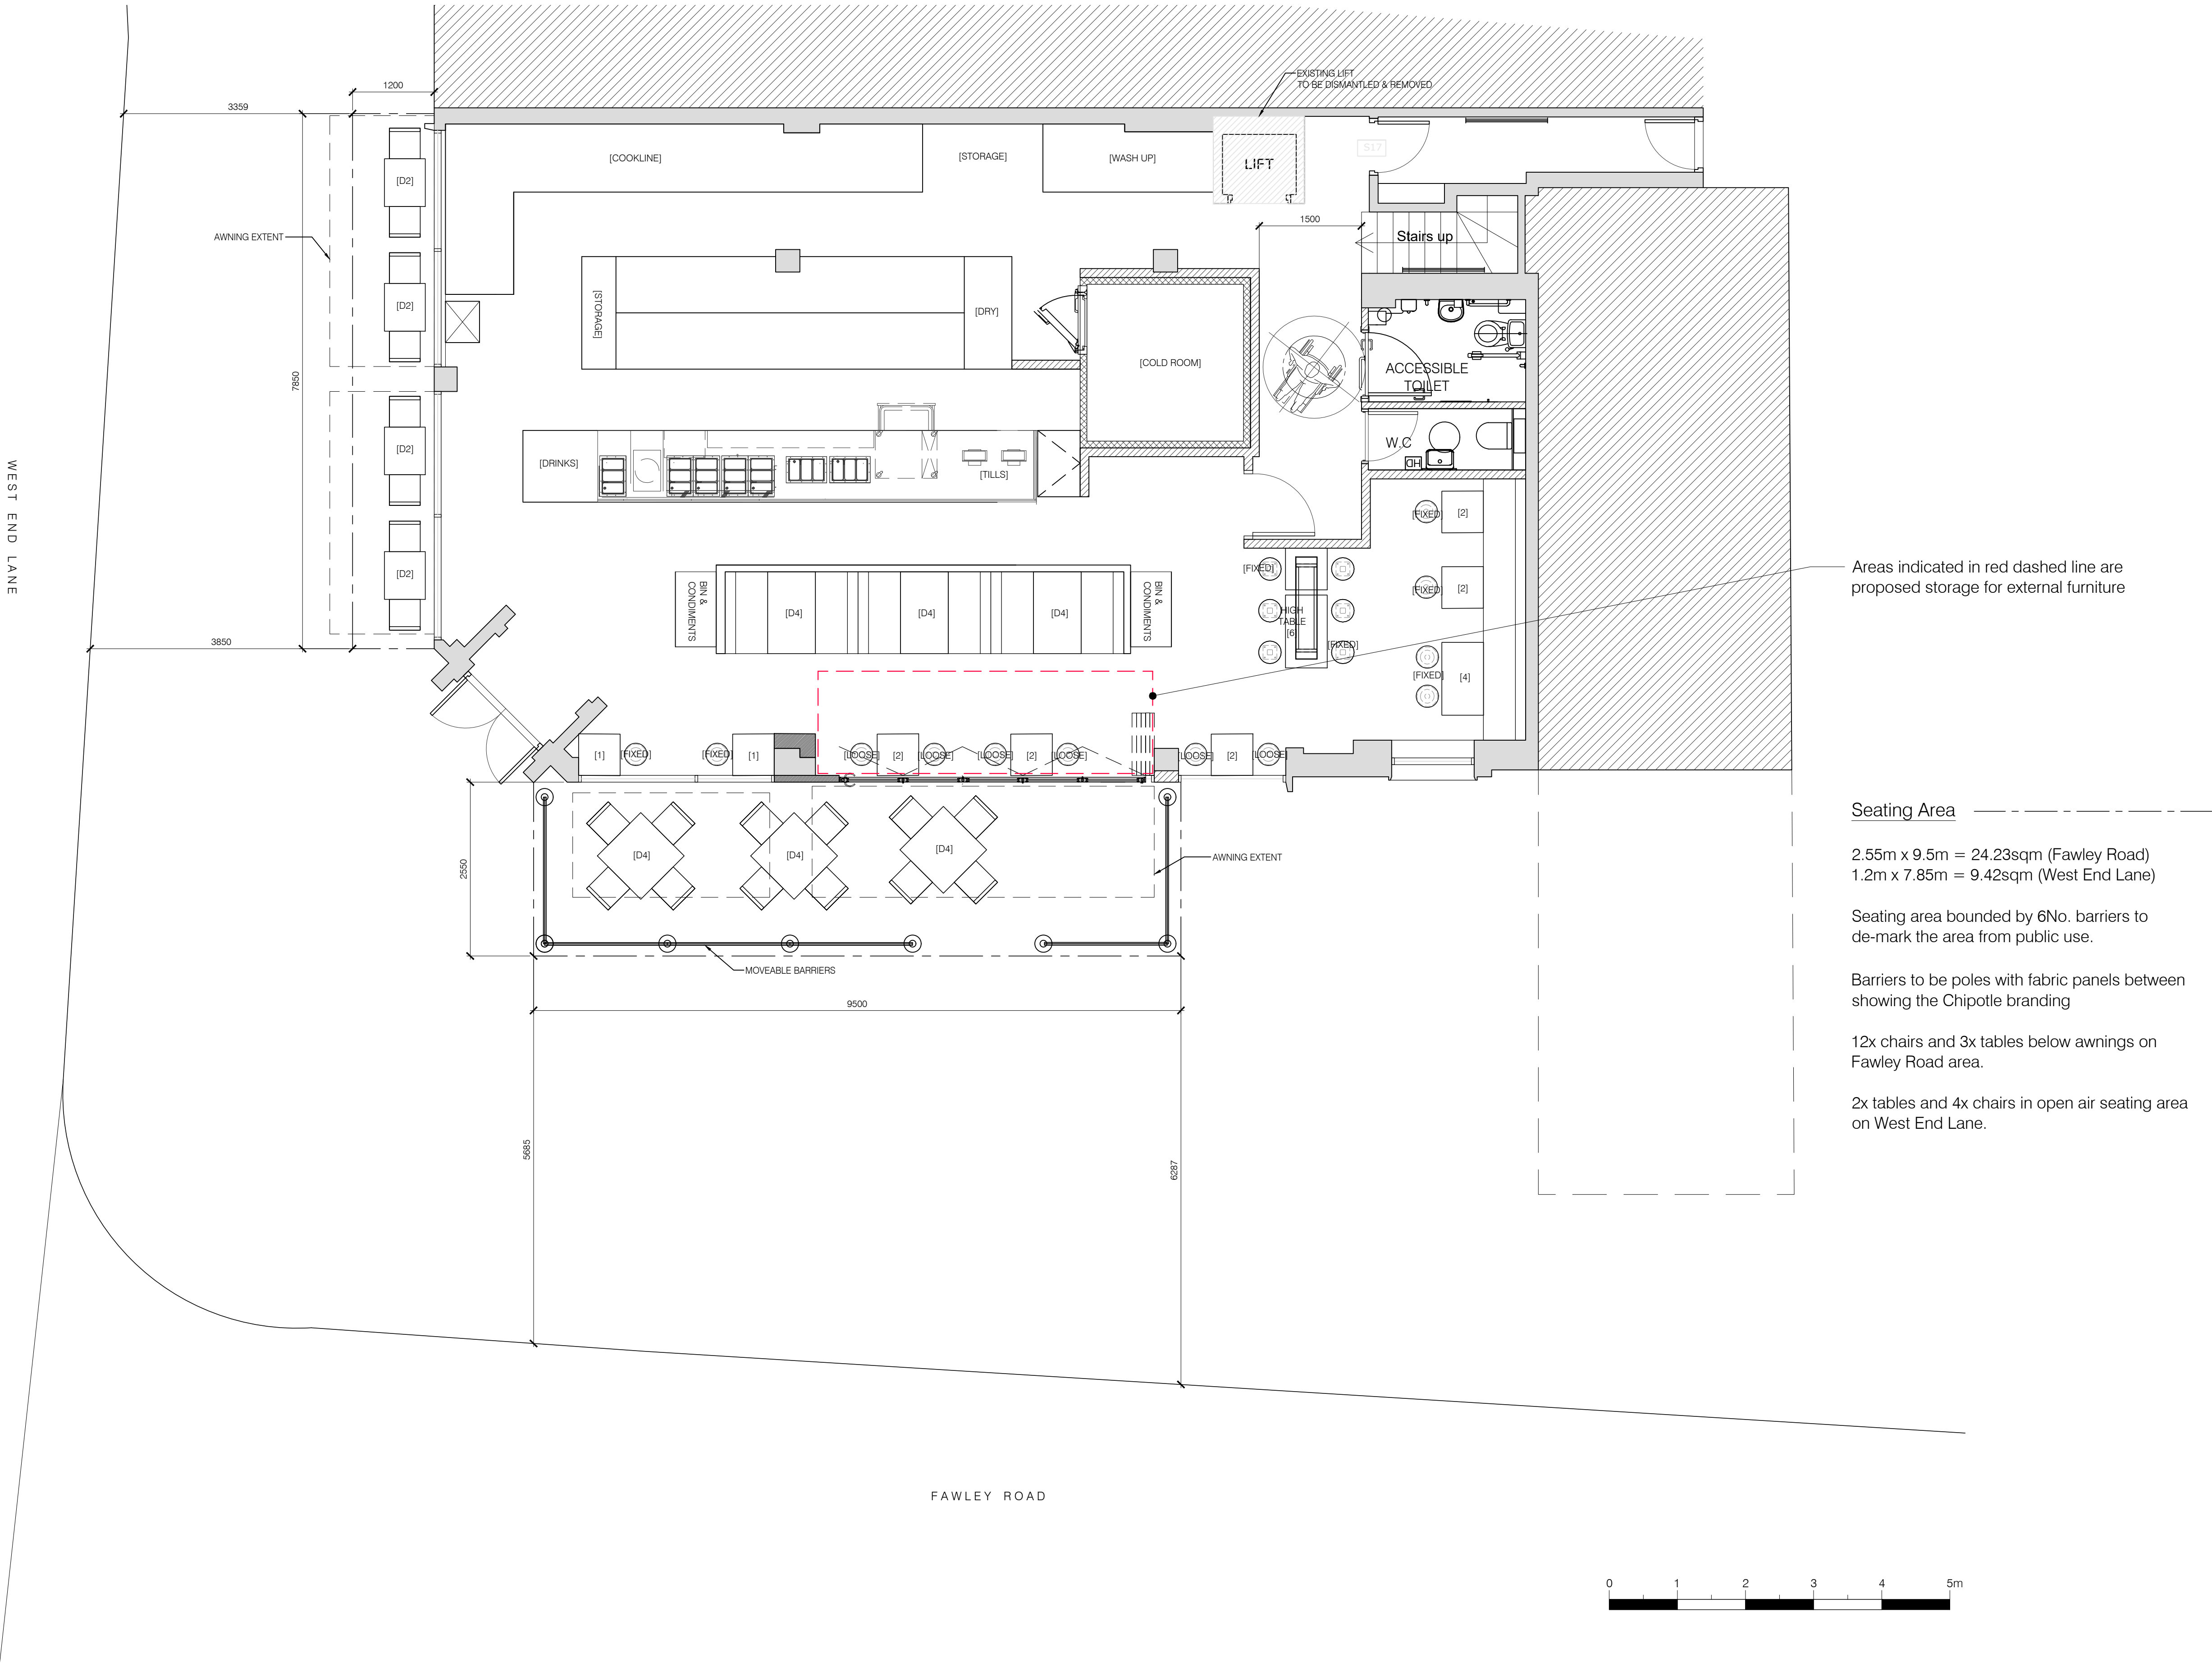 EXISTING LIFT
TO BE DISMANTLED & REMOVED
1200
3359
[COOKLINE]
[STORAGE]
[WASH UP]
LIFT
S17
[D2]
1500
AWNING EXTENT
Stairs up
[STORAGE]
[D2]
[DRY]
[COLD ROOM]
ACCESSIBLE
TOILET
7850
[D2]
W.C
[DRINKS]
[TILLS]
HD
[FIXED]
[2]
WEST END LANE
[D2]
Areas indicated in red dashed line are
proposed storage for external furniture
[FIXED]
[FIXED]
[2]
BIN &
CONDIMENTS
[D4]
[D4]
[D4]
BIN &
CONDIMENTS
HIGH
TABLE
[6]
[FIXED]
3850
[FIXED]
[4]
[1]
[FIXED]
[FIXED]
[1]
[LOOSE]
[2]
[LOOSE]
[LOOSE]
[2]
[LOOSE]
[LOOSE]
[2]
[LOOSE]
2550
[D4]
[D4]
[D4]
AWNING EXTENT
MOVEABLE BARRIERS
9500
5685
6287
Seating Area
2.55m x 9.5m = 24.23sqm (Fawley Road)
1.2m x 7.85m = 9.42sqm (West End Lane)
Seating area bounded by 6No. barriers to
de-mark the area from public use.
Barriers to be poles with fabric panels between
showing the Chipotle branding
12x chairs and 3x tables below awnings on
Fawley Road area.
2x tables and 4x chairs in open air seating area
on West End Lane.
FAWLEY ROAD
0 1 2 3 4 5m